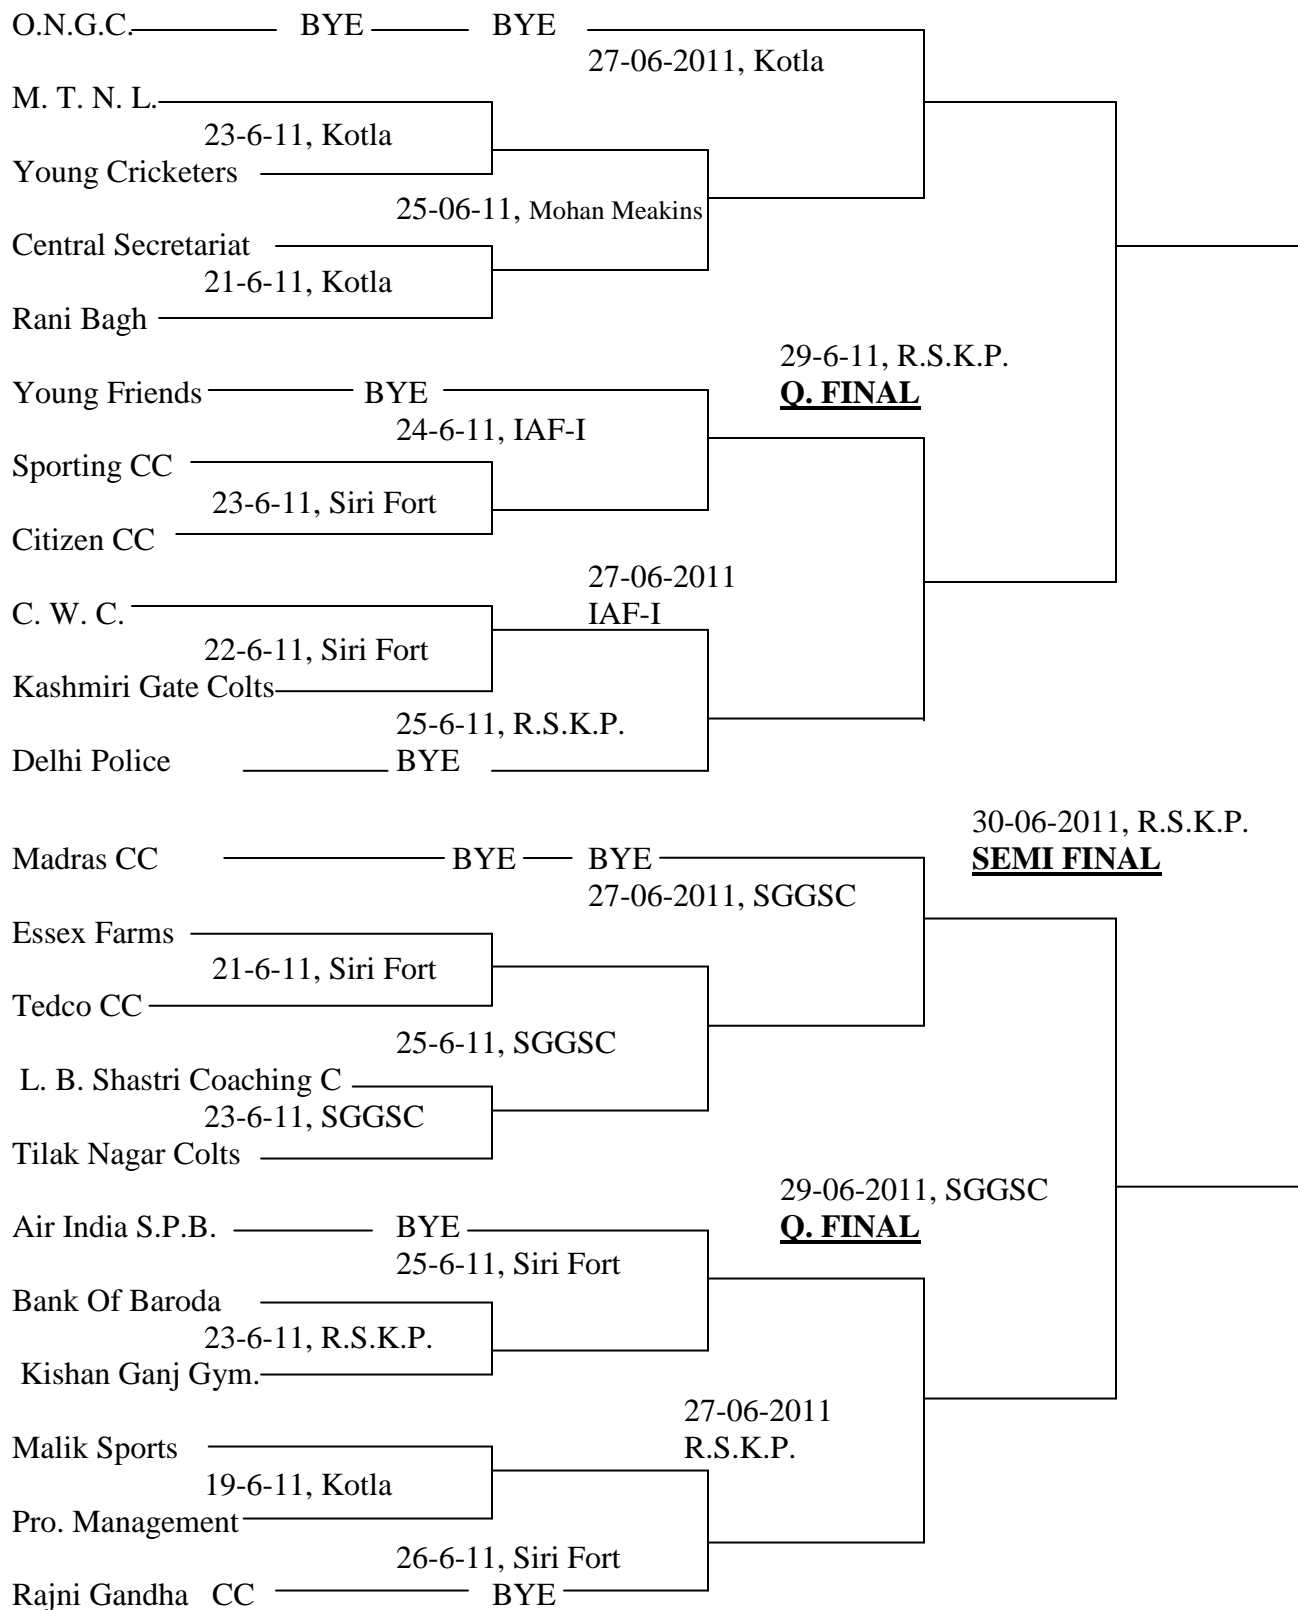 O.N.G.C. BYE BYE
27-06-2011, Kotla
M. T. N. L.
23-6-11, Kotla
Young Cricketers
25-06-11, Mohan Meakins
Central Secretariat
21-6-11, Kotla
Rani Bagh
29-6-11, R.S.K.P.
Q. FINAL
Young Friends BYE
24-6-11, IAF-I
Sporting CC
23-6-11, Siri Fort
Citizen CC
27-06-2011
IAF-I
C. W. C.
22-6-11, Siri Fort
Kashmiri Gate Colts
25-6-11, R.S.K.P.
Delhi Police BYE
30-06-2011, R.S.K.P.
SEMI FINAL
Madras CC BYE BYE
27-06-2011, SGGSC
Essex Farms
21-6-11, Siri Fort
Tedco CC
25-6-11, SGGSC
L. B. Shastri Coaching C
23-6-11, SGGSC
Tilak Nagar Colts
29-06-2011, SGGSC
Q. FINAL
Air India S.P.B. BYE
25-6-11, Siri Fort
Bank Of Baroda
23-6-11, R.S.K.P.
Kishan Ganj Gym.
27-06-2011
R.S.K.P.
Malik Sports
19-6-11, Kotla
Pro. Management
26-6-11, Siri Fort
Rajni Gandha CC BYE